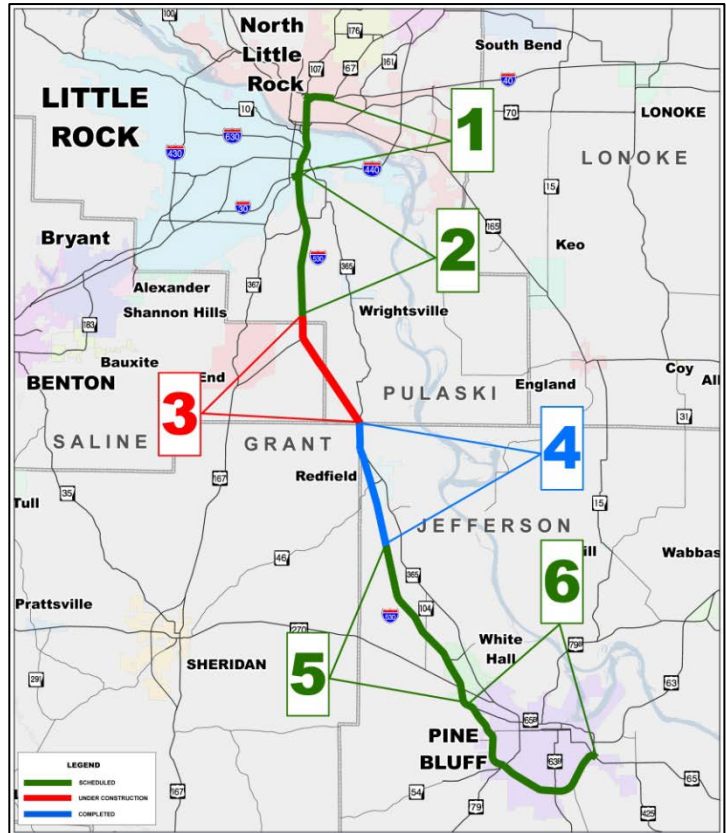 100
North
Little
Rock
176
107
67
161
South Bend
40
LITTLE
ROCK
10
70
LONOKE
1
LONOKE
630
430
440
30
15
2
165
Bryant
Keo
530
365
367
Alexander
Shannon Hills
Wrightsville
183
Bauxite
BENTON
End
Coy
All
PULASKI
England
3
31
SALINE
GRANT
4
Redfield
167
35
Tull
JEFFERSON
15
ill
Wabbas
46
6
365
Prattsville
104
530
270
White
Hall
79B
SHERIDAN
5
63
65B
PINE
BLUFF
63B
65
54
79
167
425
LEGEND
SCHEDULED
UNDER CONSTRUCTION
COMPLETED